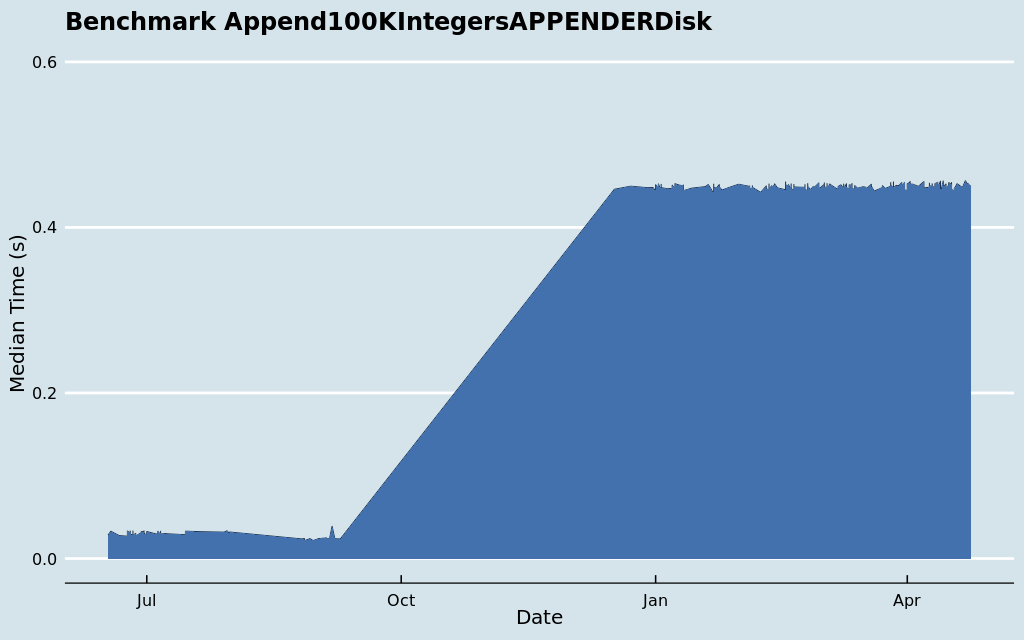 Benchmark Append100KIntegersAPPENDERDisk
Median Time (s)
0.6
0.4
0.2
0.0
Jul Oct Jan Apr
Date